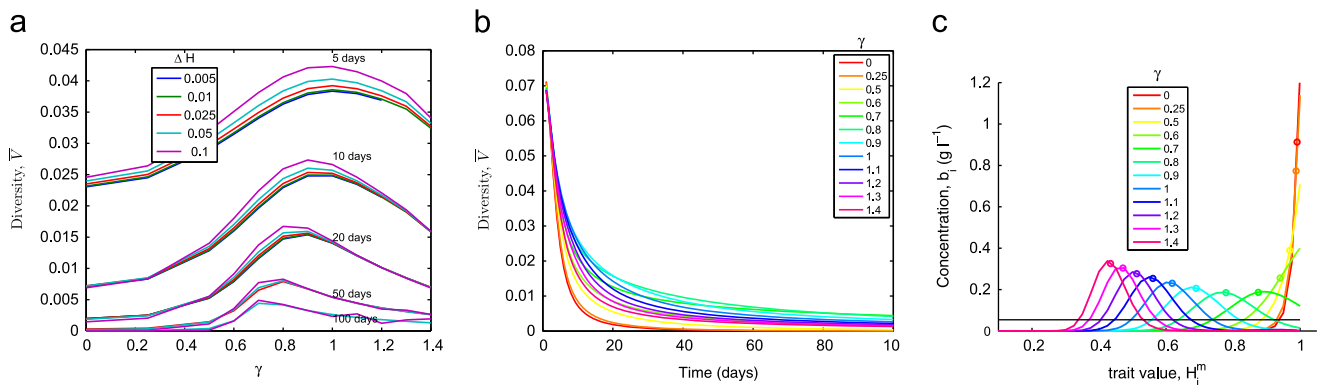 a
Diversity, V̅
0.045
0.04
0.035
0.03
0.025
0.02
0.015
0.01
0.005
0
0 0.2 0.4 0.6 0.8 1.0 1.2 1.4
γ
Δ H
0.005
0.01
0.025
0.05
0.1
5 days
10 days
20 days
50 days
100 days
b
Diversity, V̅
0.08
0.07
0.06
0.05
0.04
0.03
0.02
0.01
0
0 20 40 60 80 100
Time (days)
γ
0
0.25
0.5
0.6
0.7
0.8
0.9
1
1.1
1.2
1.3
1.4
c
Concentration, bᵢ (g l⁻¹)
1.2
1
0.8
0.6
0.4
0.2
0
0.2 0.4 0.6 0.8 1
trait value, Hᵢᵐ
γ
0
0.25
0.5
0.6
0.7
0.8
0.9
1
1.1
1.2
1.3
1.4